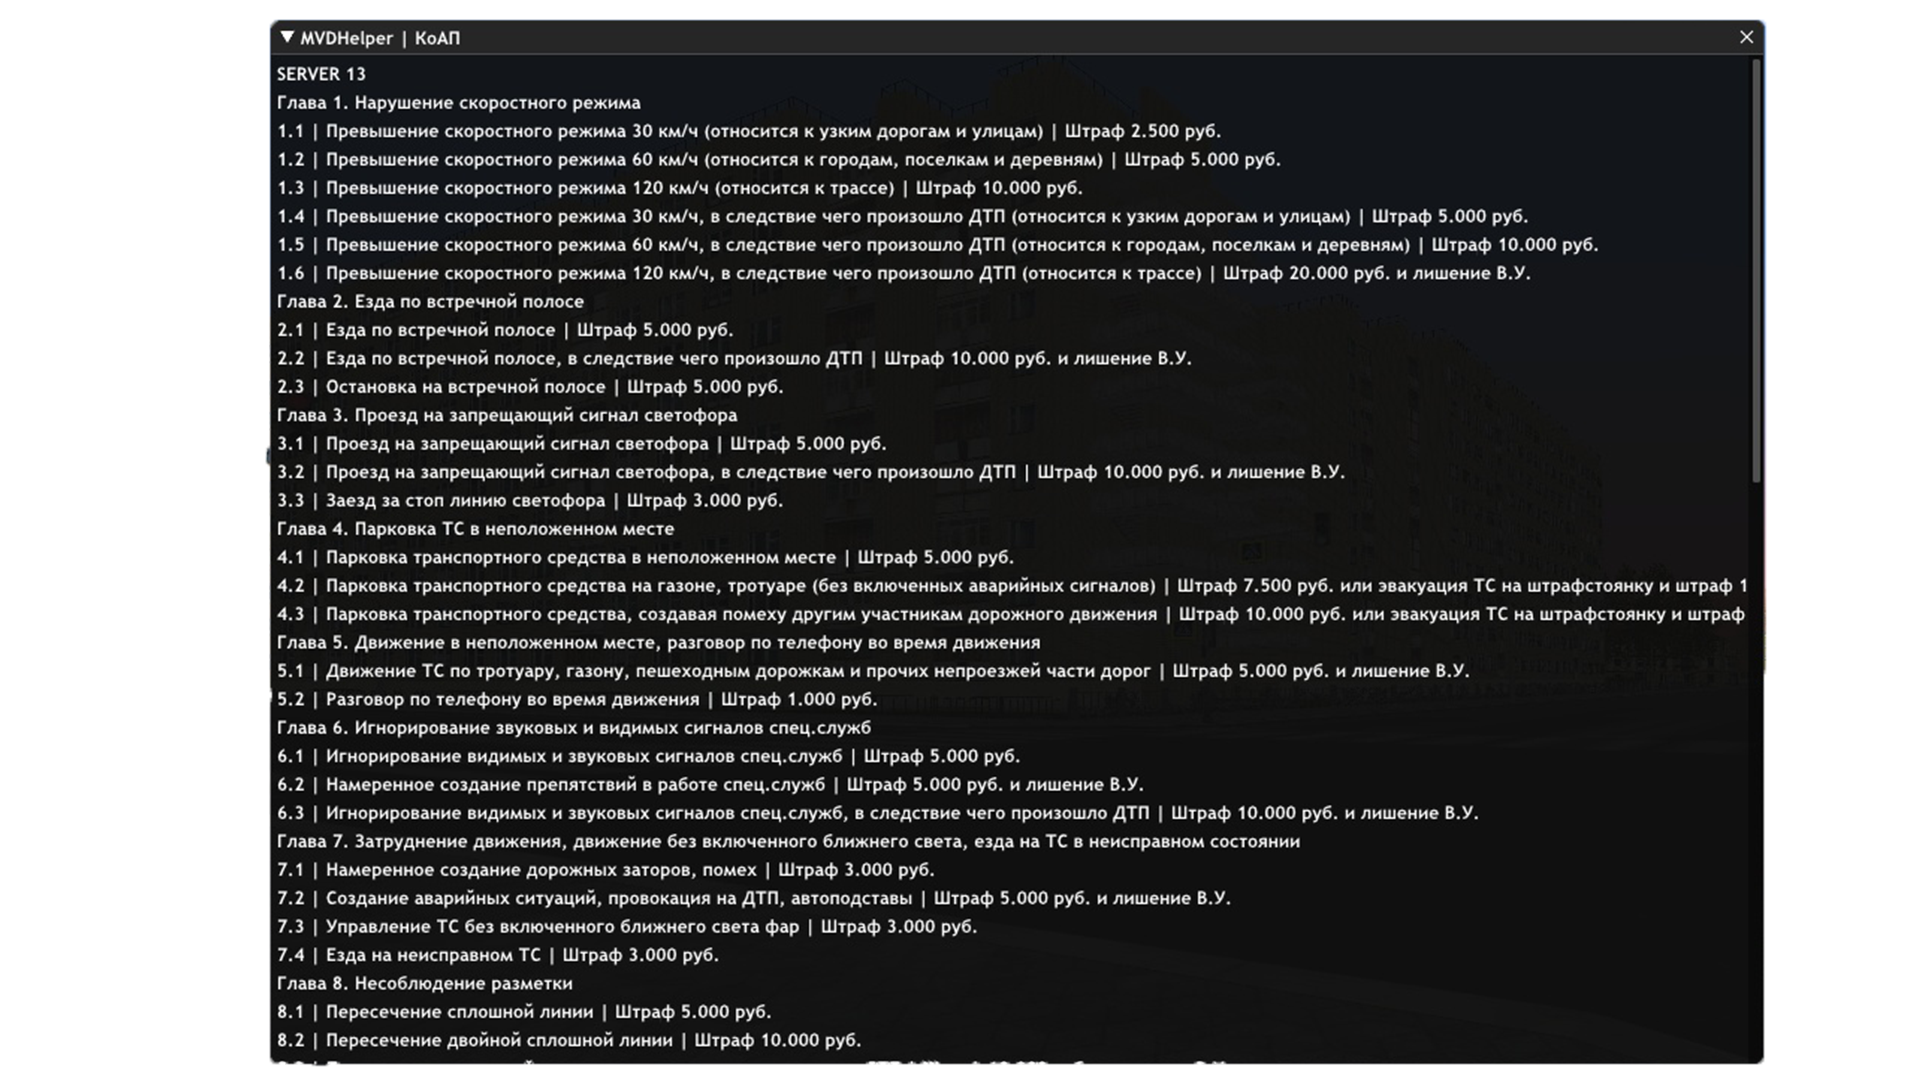 MVDHelper | КоАП
SERVER 13
Глава 1. Нарушение скоростного режима
1.1 | Превышение скоростного режима 30 км/ч (относится к узким дорогам и улицам) | Штраф 2.500 руб.
1.2 | Превышение скоростного режима 60 км/ч (относится к городам, поселкам и деревням) | Штраф 5.000 руб.
1.3 | Превышение скоростного режима 120 км/ч (относится к трассе) | Штраф 10.000 руб.
1.4 | Превышение скоростного режима 30 км/ч, в следствие чего произошло ДТП (относится к узким дорогам и улицам) | Штраф 5.000 руб.
1.5 | Превышение скоростного режима 60 км/ч, в следствие чего произошло ДТП (относится к городам, поселкам и деревням) | Штраф 10.000 руб.
1.6 | Превышение скоростного режима 120 км/ч, в следствие чего произошло ДТП (относится к трассе) | Штраф 20.000 руб. и лишение В.У.
Глава 2. Езда по встречной полосе
2.1 | Езда по встречной полосе | Штраф 5.000 руб.
2.2 | Езда по встречной полосе, в следствие чего произошло ДТП | Штраф 10.000 руб. и лишение В.У.
2.3 | Остановка на встречной полосе | Штраф 5.000 руб.
Глава 3. Проезд на запрещающий сигнал светофора
3.1 | Проезд на запрещающий сигнал светофора | Штраф 5.000 руб.
3.2 | Проезд на запрещающий сигнал светофора, в следствие чего произошло ДТП | Штраф 10.000 руб. и лишение В.У.
3.3 | Заезд за стоп линию светофора | Штраф 3.000 руб.
Глава 4. Парковка ТС в неположенном месте
4.1 | Парковка транспортного средства в неположенном месте | Штраф 5.000 руб.
4.2 | Парковка транспортного средства на газоне, тротуаре (без включенных аварийных сигналов) | Штраф 7.500 руб. или эвакуация ТС на штрафстоянку и штраф 1
4.3 | Парковка транспортного средства, создавая помеху другим участникам дорожного движения | Штраф 10.000 руб. или эвакуация ТС на штрафстоянку и штраф
Глава 5. Движение в неположенном месте, разговор по телефону во время движения
5.1 | Движение ТС по тротуару, газону, пешеходным дорожкам и прочих непроезжей части дорог | Штраф 5.000 руб. и лишение В.У.
5.2 | Разговор по телефону во время движения | Штраф 1.000 руб.
Глава 6. Игнорирование звуковых и видимых сигналов спец.служб
6.1 | Игнорирование видимых и звуковых сигналов спец.служб | Штраф 5.000 руб.
6.2 | Намеренное создание препятствий в работе спец.служб | Штраф 5.000 руб. и лишение В.У.
6.3 | Игнорирование видимых и звуковых сигналов спец.служб, в следствие чего произошло ДТП | Штраф 10.000 руб. и лишение В.У.
Глава 7. Затруднение движения, движение без включенного ближнего света, езда на ТС в неисправном состоянии
7.1 | Намеренное создание дорожных заторов, помех | Штраф 3.000 руб.
7.2 | Создание аварийных ситуаций, провокация на ДТП, автоподставы | Штраф 5.000 руб. и лишение В.У.
7.3 | Управление ТС без включенного ближнего света фар | Штраф 3.000 руб.
7.4 | Езда на неисправном ТС | Штраф 3.000 руб.
Глава 8. Несоблюдение разметки
8.1 | Пересечение сплошной линии | Штраф 5.000 руб.
8.2 | Пересечение двойной сплошной линии | Штраф 10.000 руб.